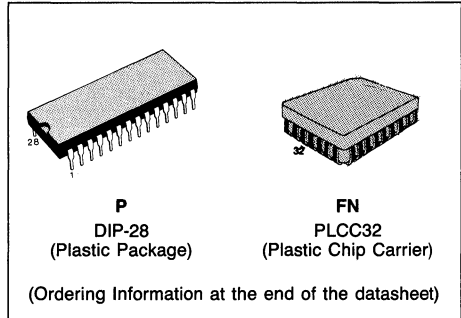 28
1
32
P
DIP-28
(Plastic Package)
FN
PLCC32
(Plastic Chip Carrier)
(Ordering Information at the end of the datasheet)